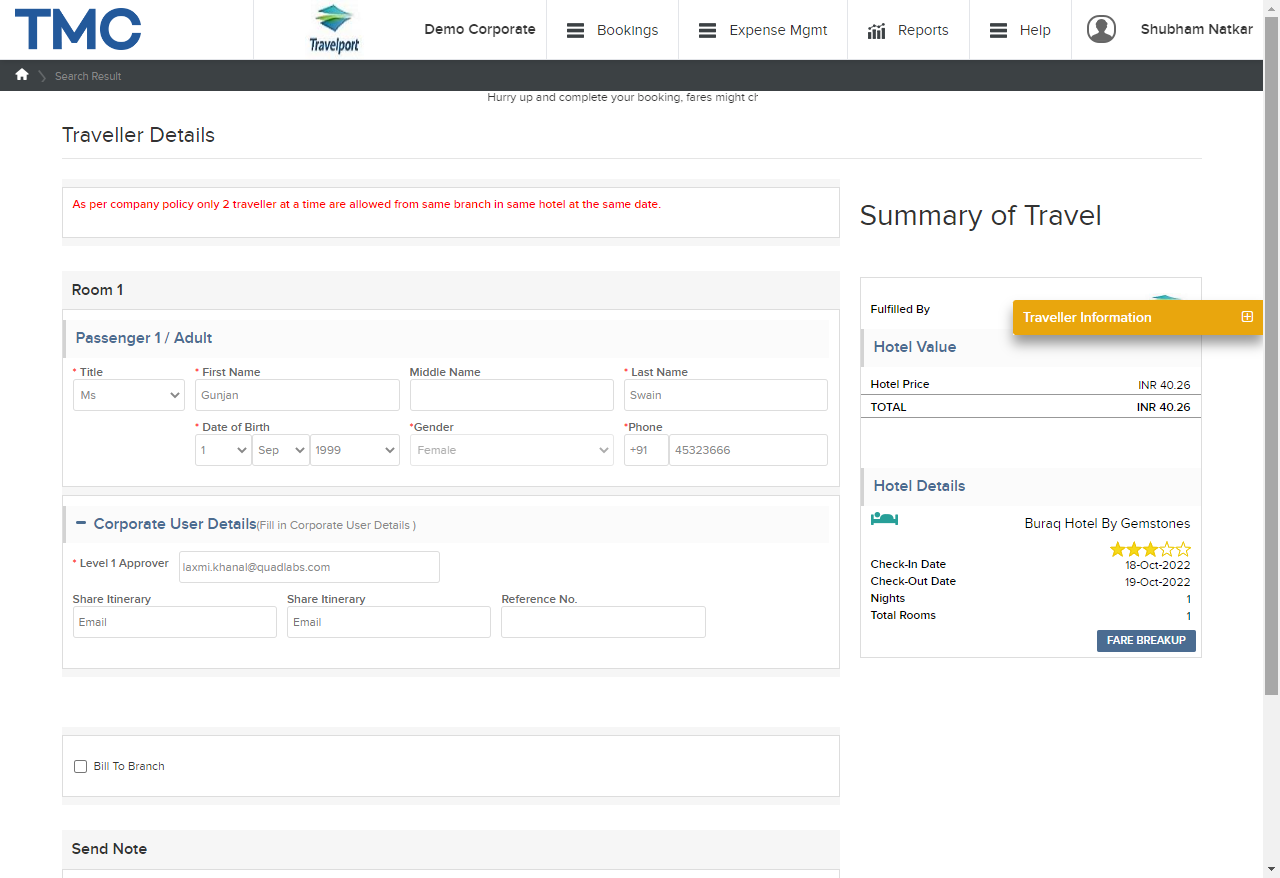 TMC
Travelport
Demo Corporate
Bookings
Expense Mgmt
Reports
Help
Shubham Natkar
Search Result
Hurry up and complete your booking, fares might ch
Traveller Details
As per company policy only 2 traveller at a time are allowed from same branch in same hotel at the same date.
Summary of Travel
Room 1
Fulfilled By
Traveller Information
Passenger 1 / Adult
Hotel Value
* Title
* First Name
Middle Name
* Last Name
Ms
Gunjan
Swain
Hotel Price
INR 40.26
TOTAL
INR 40.26
* Date of Birth
*Gender
*Phone
1
Sep
1999
Female
+91
45323666
Hotel Details
Corporate User Details(Fill in Corporate User Details )
Buraq Hotel By Gemstones
* Level 1 Approver
laxmi.khanal@quadlabs.com
Check-In Date
18-Oct-2022
Check-Out Date
19-Oct-2022
Nights
1
Total Rooms
1
Share Itinerary
Share Itinerary
Reference No.
Email
Email
FARE BREAKUP
Bill To Branch
Send Note